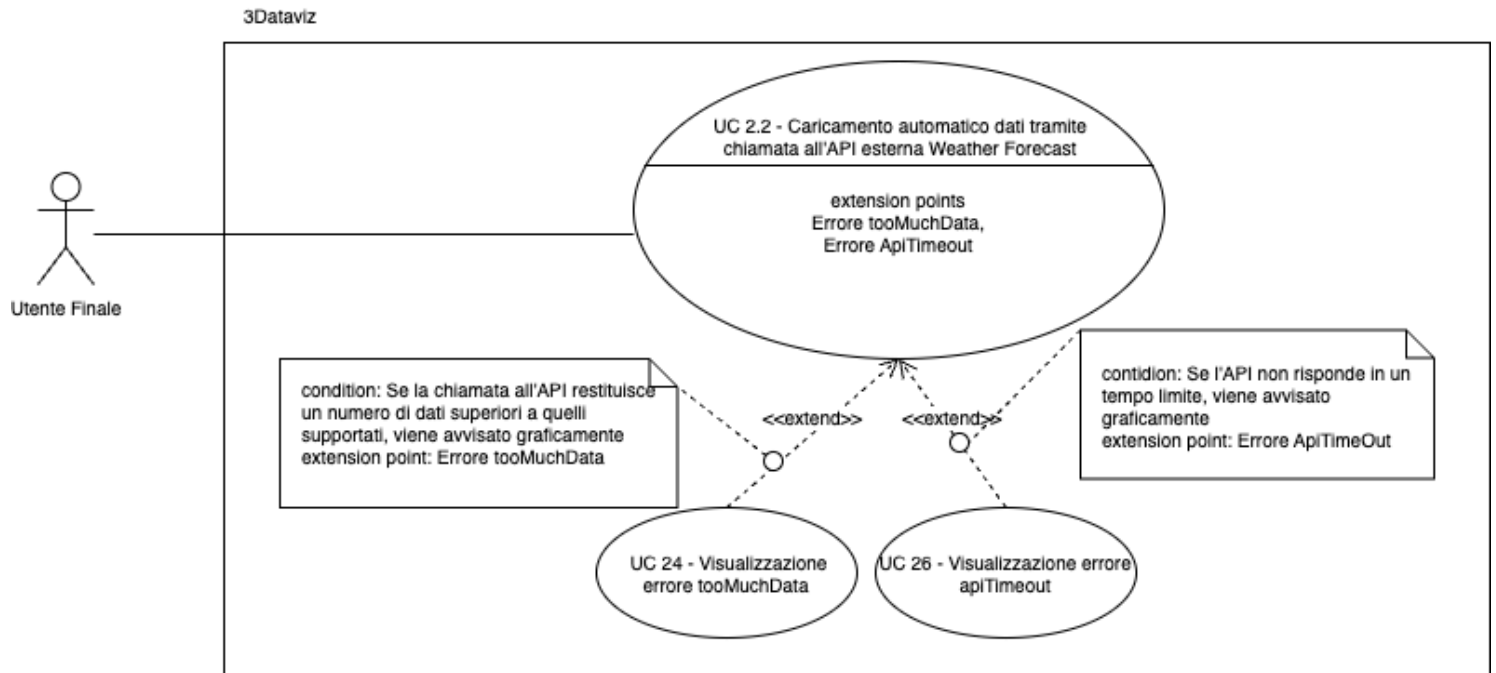 3Dataviz
UC 2.2 - Caricamento automatico dati tramite
chiamata all'API esterna Weather Forecast
extension points
Errore tooMuchData,
Errore ApiTimeout
Utente Finale
condition: Se la chiamata all'API restituisce
un numero di dati superiori a quelli
supportati, viene avvisato graficamente
extension point: Errore tooMuchData
<<extend>>
<<extend>>
contidion: Se l'API non risponde in un
tempo limite, viene avvisato
graficamente
extension point: Errore ApiTimeOut
UC 24 - Visualizzazione
errore tooMuchData
UC 26 - Visualizzazione errore
apiTimeout